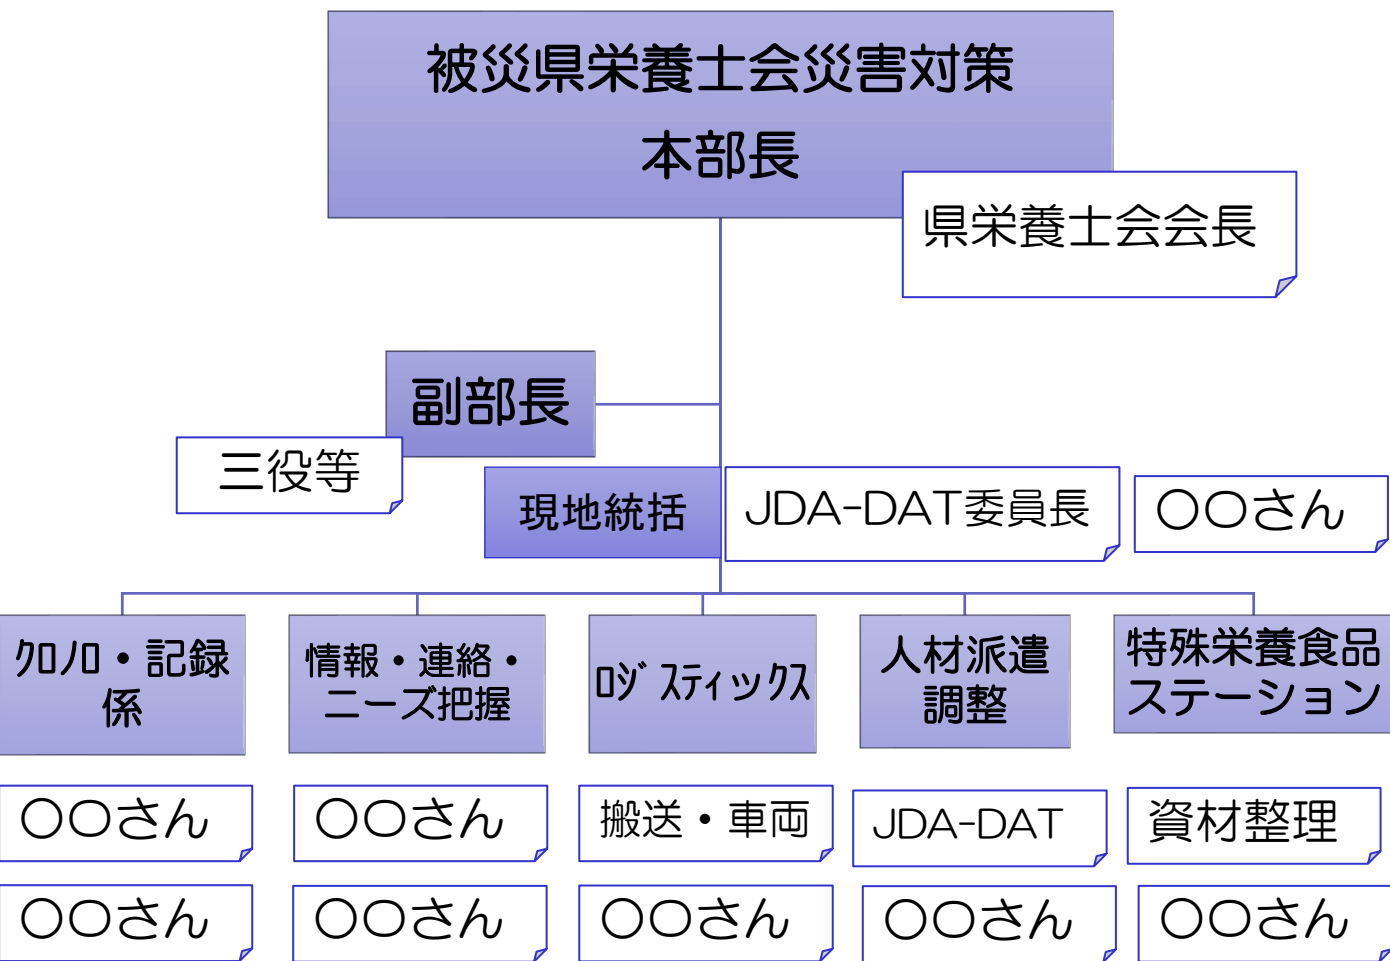 被災県栄養士会災害対策
本部長
県栄養士会会長
副部長
三役等
現地統括
JDA-DAT委員長
〇〇さん
ｸﾛﾉﾛ・記録
係
情報・連絡・
ニーズ把握
ﾛｼﾞｽティックス
人材派遣
調整
特殊栄養食品
ステーション
〇〇さん
〇〇さん
搬送・車両
JDA-DAT
資材整理
〇〇さん
〇〇さん
〇〇さん
〇〇さん
〇〇さん